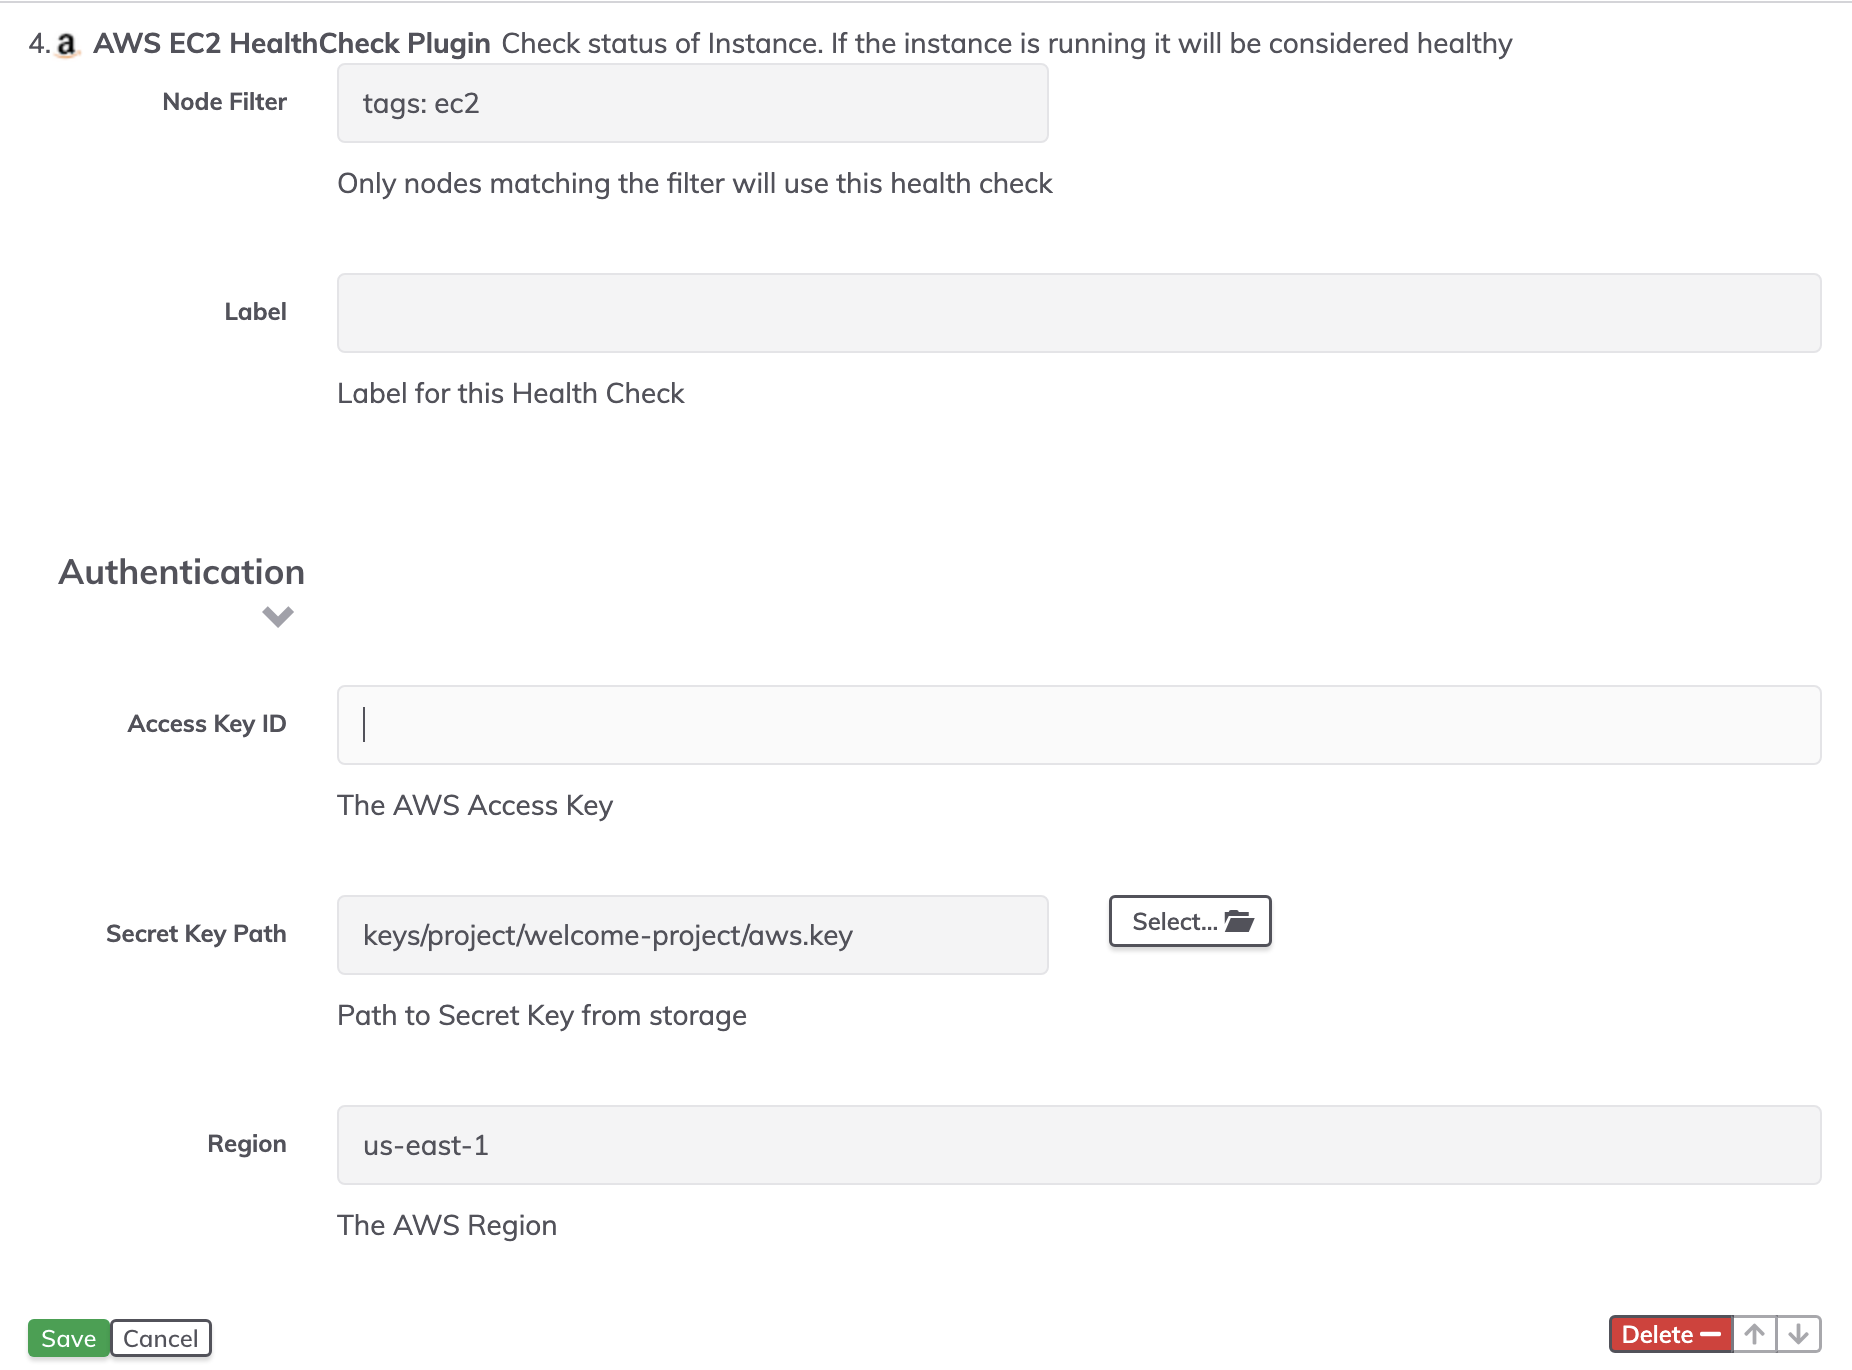 4. a AWS EC2 HealthCheck Plugin Check status of Instance. If the instance is running it will be considered healthy
Node Filter
tags: ec2
Only nodes matching the filter will use this health check
Label
Label for this Health Check
Authentication
Access Key ID
The AWS Access Key
Secret Key Path
keys/project/welcome-project/aws.key
Select...
Path to Secret Key from storage
Region
us-east-1
The AWS Region
Save Cancel
Delete